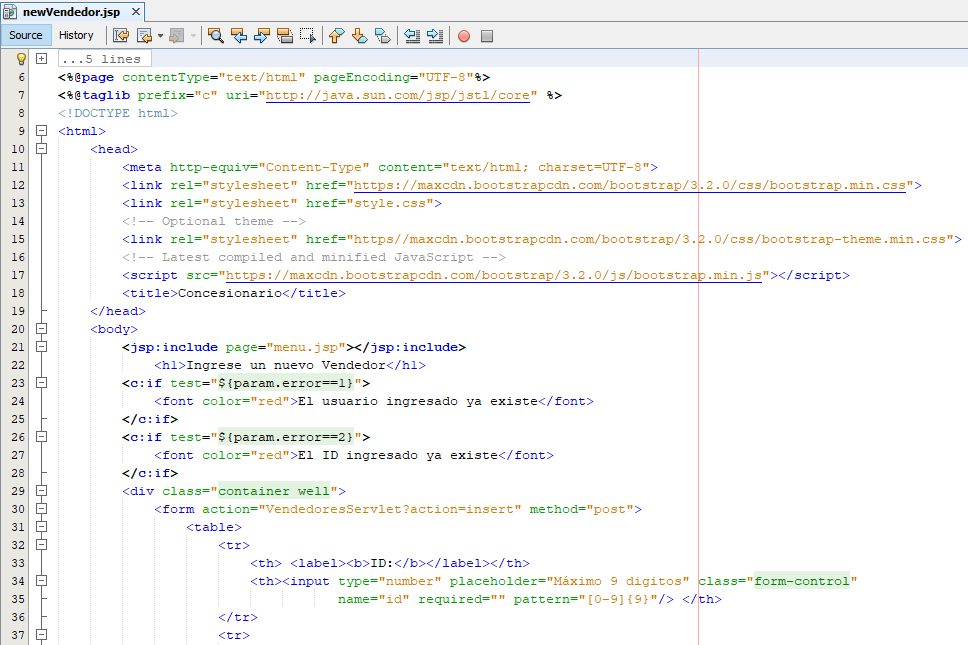 newVendedor.jsp
Source History
...5 lines
6 <%@page contentType="text/html" pageEncoding="UTF-8"%>
7 <%@taglib prefix="c" uri="http://java.sun.com/jsp/jstl/core" %>
8 <!DOCTYPE html>
9 <html>
10 <head>
11 <meta http-equiv="Content-Type" content="text/html; charset=UTF-8">
12 <link rel="stylesheet" href="https://maxcdn.bootstrapcdn.com/bootstrap/3.2.0/css/bootstrap.min.css">
13 <link rel="stylesheet" href="style.css">
14 <!-- Optional theme -->
15 <link rel="stylesheet" href="https//maxcdn.bootstrapcdn.com/bootstrap/3.2.0/css/bootstrap-theme.min.css">
16 <!-- Latest compiled and minified JavaScript -->
17 <script src="https://maxcdn.bootstrapcdn.com/bootstrap/3.2.0/js/bootstrap.min.js"></script>
18 <title>Concesionario</title>
19 </head>
20 <body>
21 <jsp:include page="menu.jsp"></jsp:include>
22 <h1>Ingrese un nuevo Vendedor</h1>
23 <c:if test="${param.error==1}">
24 <font color="red">El usuario ingresado ya existe</font>
25 </c:if>
26 <c:if test="${param.error==2}">
27 <font color="red">El ID ingresado ya existe</font>
28 </c:if>
29 <div class="container well">
30 <form action="VendedoresServlet?action=insert" method="post">
31 <table>
32 <tr>
33 <th> <label><b>ID:</b></label></th>
34 <th><input type="number" placeholder="Máximo 9 digitos" class="form-control"
35 name="id" required="" pattern="[0-9]{9}"/> </th>
36 </tr>
37 <tr>